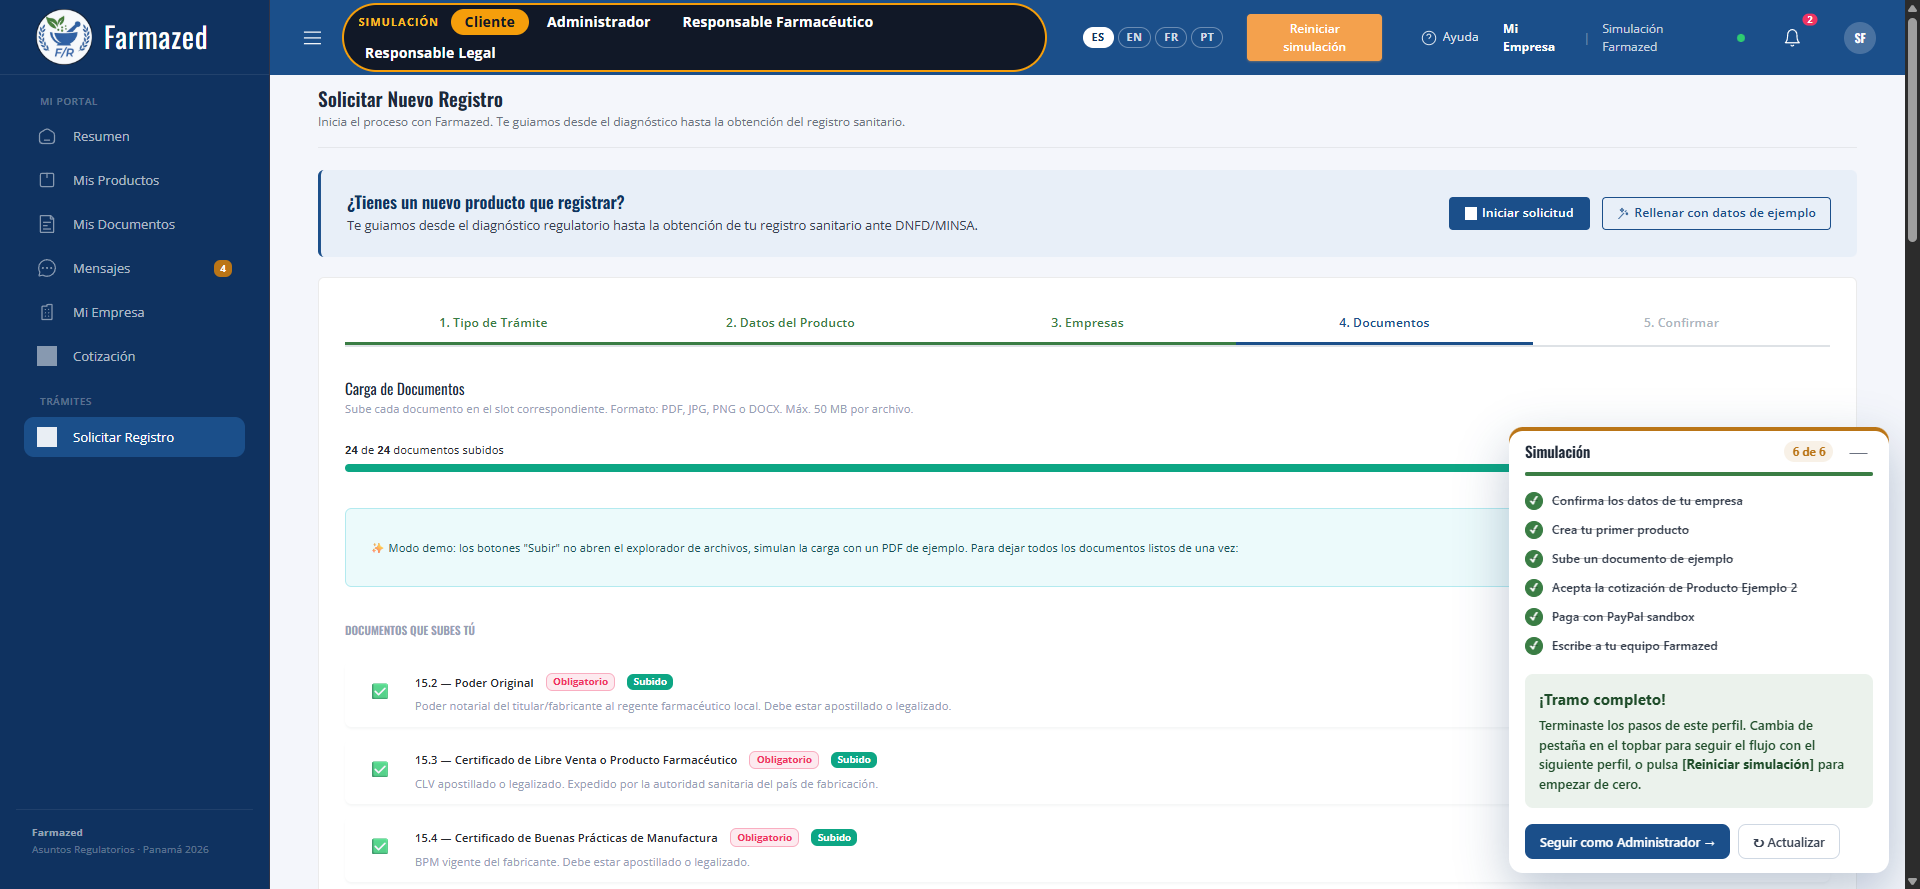 Farmazed
F/R
MI PORTAL
Resumen
Mis Productos
Mis Documentos
Mensajes
4
Mi Empresa
Cotización
TRÁMITES
Solicitar Registro
Farmazed
Asuntos Regulatorios · Panamá 2026
SIMULACIÓN
Cliente
Administrador
Responsable Farmacéutico
Responsable Legal
ES
EN
FR
PT
Reiniciar
simulación
Ayuda
Mi
Empresa
|
Simulación
Farmazed
2
SF
Solicitar Nuevo Registro
Inicia el proceso con Farmazed. Te guiamos desde el diagnóstico hasta la obtención del registro sanitario.
¿Tienes un nuevo producto que registrar?
Te guiamos desde el diagnóstico regulatorio hasta la obtención de tu registro sanitario ante DNFD/MINSA.
Iniciar solicitud
Rellenar con datos de ejemplo
1. Tipo de Trámite
2. Datos del Producto
3. Empresas
4. Documentos
5. Confirmar
Carga de Documentos
Sube cada documento en el slot correspondiente. Formato: PDF, JPG, PNG o DOCX. Máx. 50 MB por archivo.
24 de 24 documentos subidos
✨ Modo demo: los botones "Subir" no abren el explorador de archivos, simulan la carga con un PDF de ejemplo. Para dejar todos los documentos listos de una vez:
DOCUMENTOS QUE SUBES TÚ
15.2 — Poder Original Obligatorio Subido
Poder notarial del titular/fabricante al regente farmacéutico local. Debe estar apostillado o legalizado.
15.3 — Certificado de Libre Venta o Producto Farmacéutico Obligatorio Subido
CLV apostillado o legalizado. Expedido por la autoridad sanitaria del país de fabricación.
15.4 — Certificado de Buenas Prácticas de Manufactura Obligatorio Subido
BPM vigente del fabricante. Debe estar apostillado o legalizado.
Simulación
6 de 6
—
Confirma los datos de tu empresa
Crea tu primer producto
Sube un documento de ejemplo
Acepta la cotización de Producto Ejemplo 2
Paga con PayPal sandbox
Escribe a tu equipo Farmazed
¡Tramo completo!
Terminaste los pasos de este perfil. Cambia de
pestaña en el topbar para seguir el flujo con el
siguiente perfil, o pulsa [Reiniciar simulación] para
empezar de cero.
Seguir como Administrador →
↻ Actualizar